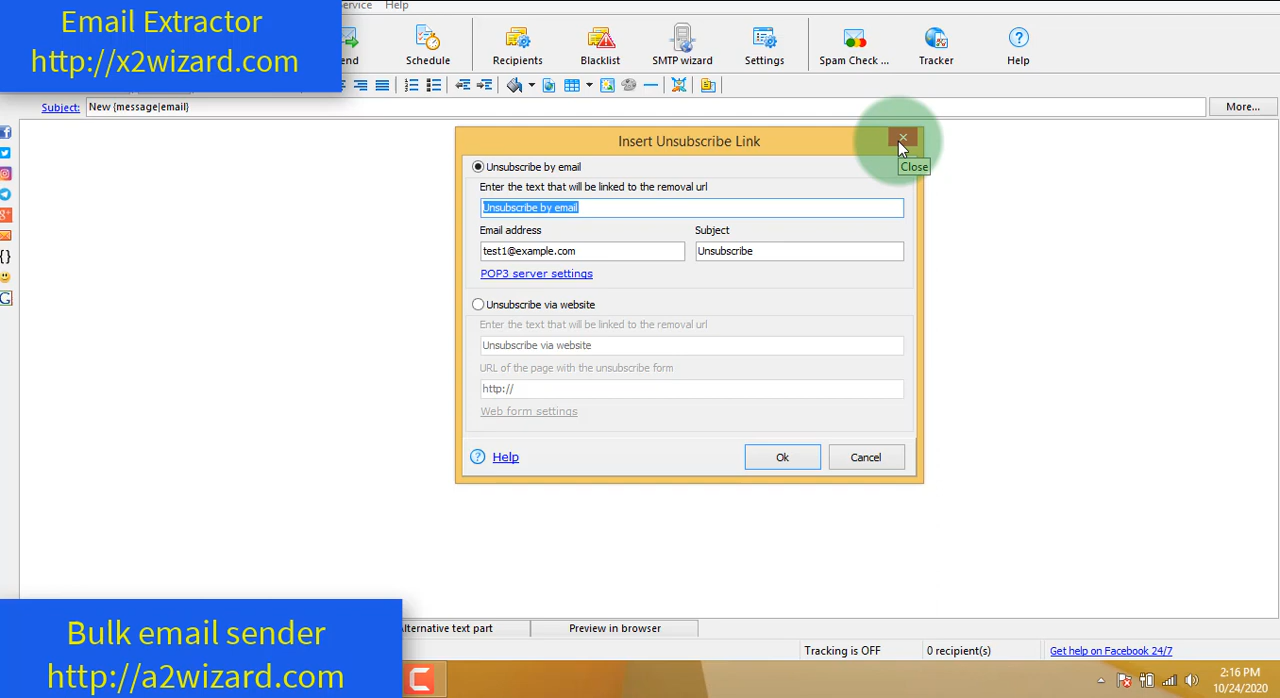 Email Extractor
http://x2wizard.com
Service Help
Schedule
Recipients
Blacklist
SMTP wizard
Settings
Spam Check ...
Tracker
Help
Subject:
New {message|email}
More...
Insert Unsubscribe Link
Close
Unsubscribe by email
Enter the text that will be linked to the removal url
Unsubscribe by email
Email address
Subject
test1@example.com
Unsubscribe
POP3 server settings
Unsubscribe via website
Enter the text that will be linked to the removal url
Unsubscribe via website
URL of the page with the unsubscribe form
http://
Web form settings
Help
Ok
Cancel
Alternative text part
Preview in browser
Tracking is OFF
0 recipient(s)
Get help on Facebook 24/7
Bulk email sender
http://a2wizard.com
2:16 PM
10/24/2020